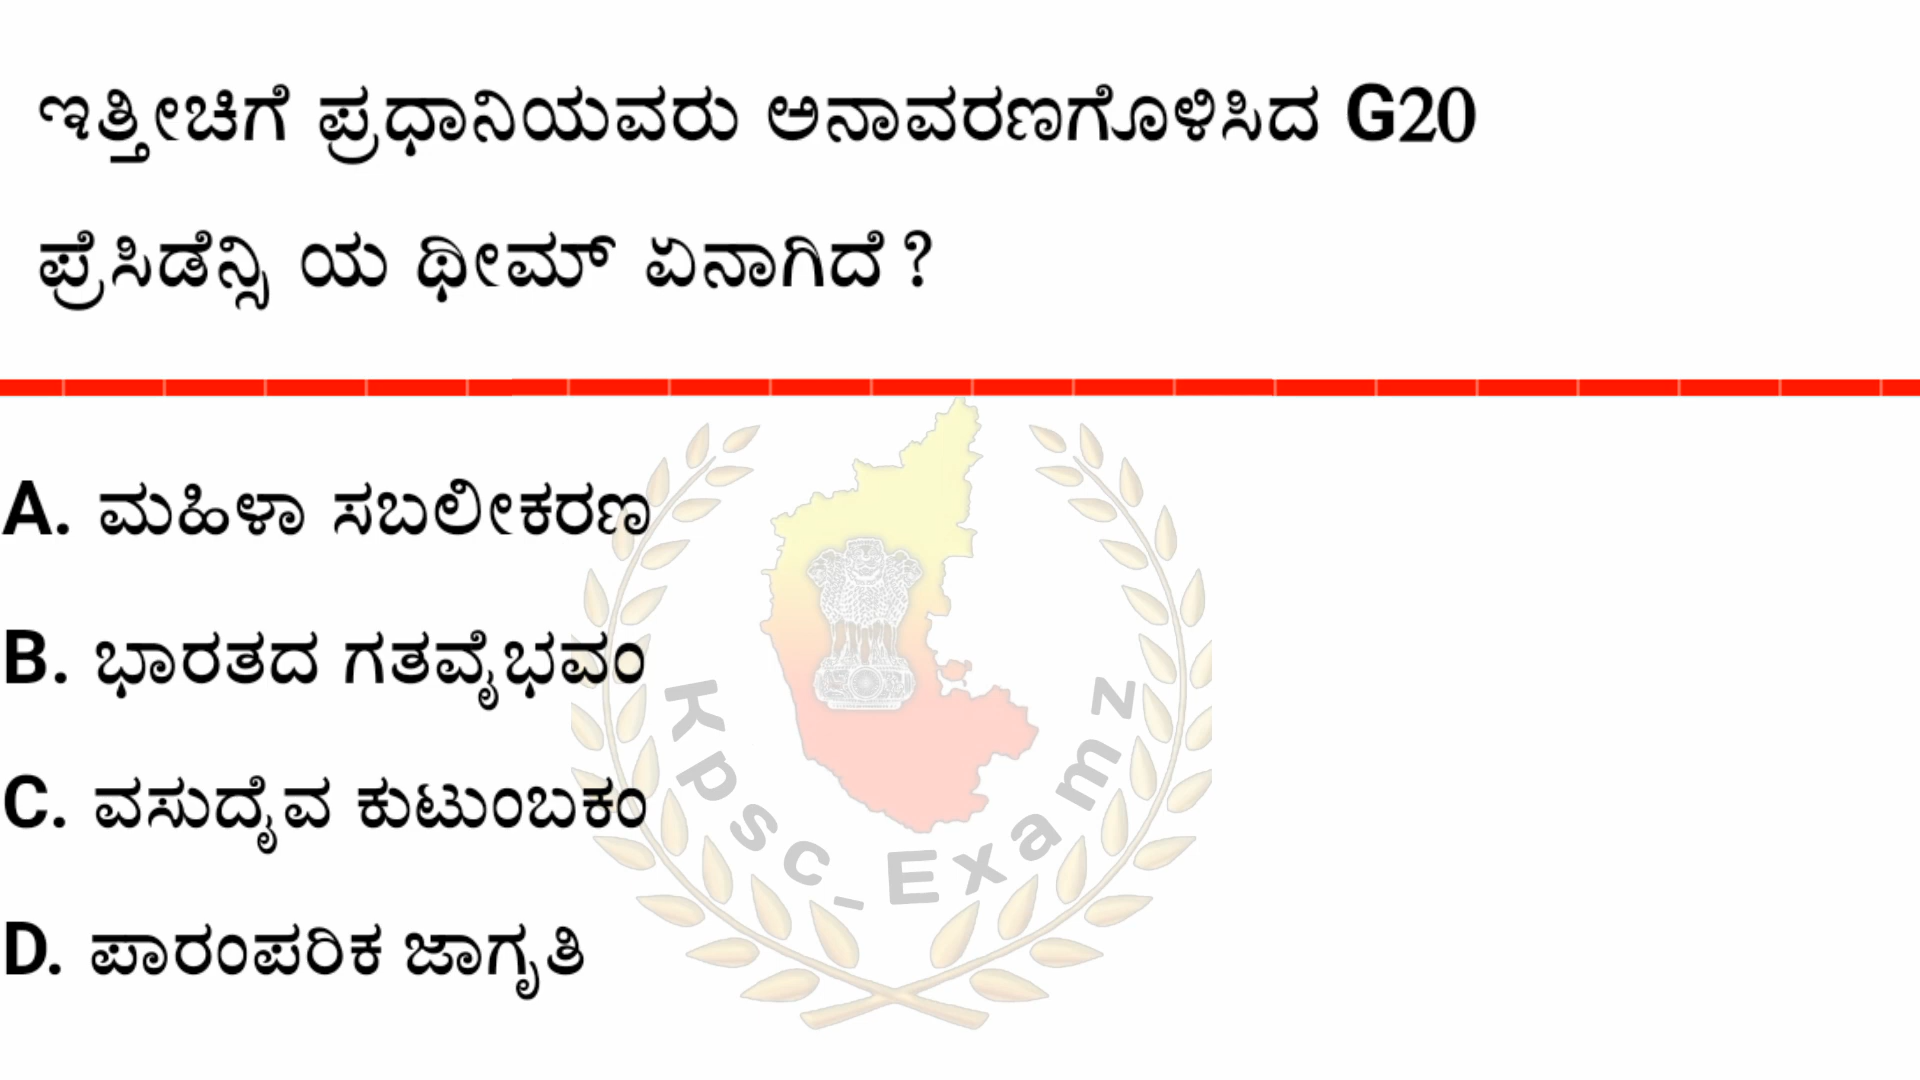 ಇತ್ತೀಚಿಗೆ ಪ್ರಧಾನಿಯವರು ಅನಾವರಣಗೊಳಿಸಿದ G20
ಪ್ರೆಸಿಡೆನ್ಸಿ ಯ ಥೀಮ್ ಏನಾಗಿದೆ ?
A. ಮಹಿಳಾ ಸಬಲೀಕರಣ
B. ಭಾರತದ ಗತವೈಭವಂ
C. ವಸುದೈವ ಕುಟುಂಬಕಂ
D. ಪಾರಂಪರಿಕ ಜಾಗೃತಿ
Kpsc_Examz